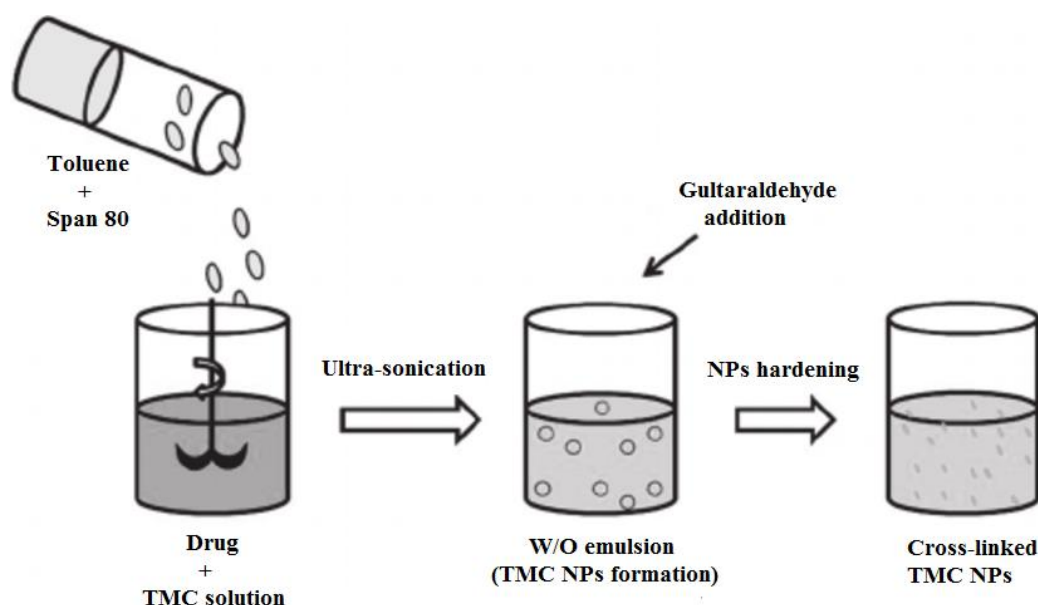 Toluene
+
Span 80
Gultaraldehyde
addition
Ultra-sonication
NPs hardening
Drug
+
TMC solution
W/O emulsion
(TMC NPs formation)
Cross-linked
TMC NPs